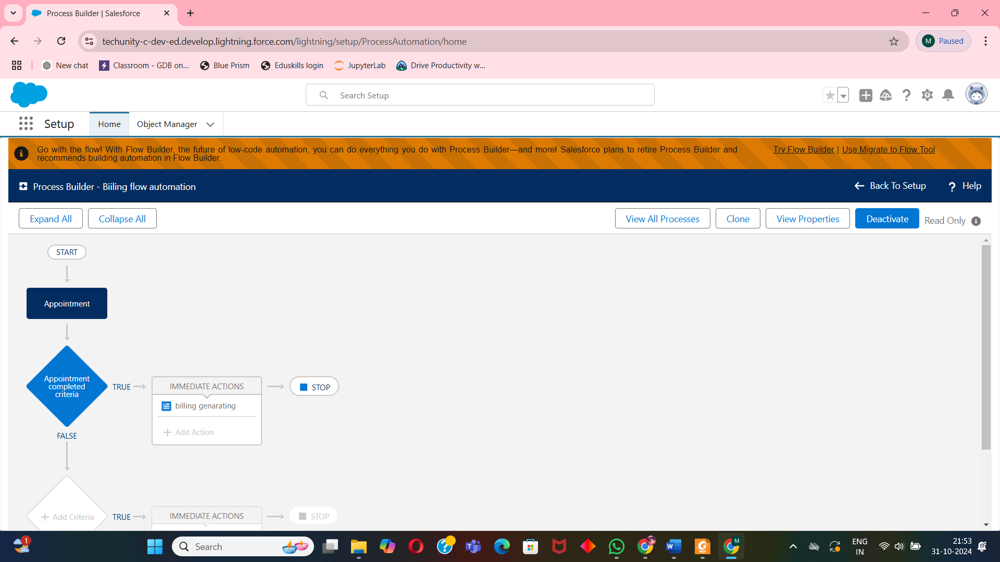 Process Builder | Salesforce
techunity-c-dev-ed.develop.lightning.force.com/lightning/setup/ProcessAutomation/home
M Paused
New chat
Classroom - GDB on...
Blue Prism
Eduskills login
JupyterLab
Drive Productivity w...
Search Setup
Setup
Home
Object Manager
Go with the flow! With Flow Builder, the future of low-code automation, you can do everything you do with Process Builder—and more! Salesforce plans to retire Process Builder and
recommends building automation in Flow Builder.
Try Flow Builder | Use Migrate to Flow Tool
Process Builder - Biiling flow automation
Back To Setup
? Help
Expand All
Collapse All
View All Processes
Clone
View Properties
Deactivate
Read Only
START
Appointment
Appointment
completed
criteria
TRUE
IMMEDIATE ACTIONS
STOP
billing genarating
+ Add Action
FALSE
+ Add Criteria
TRUE
IMMEDIATE ACTIONS
STOP
1
Search
M
ENG
IN
21:53
31-10-2024